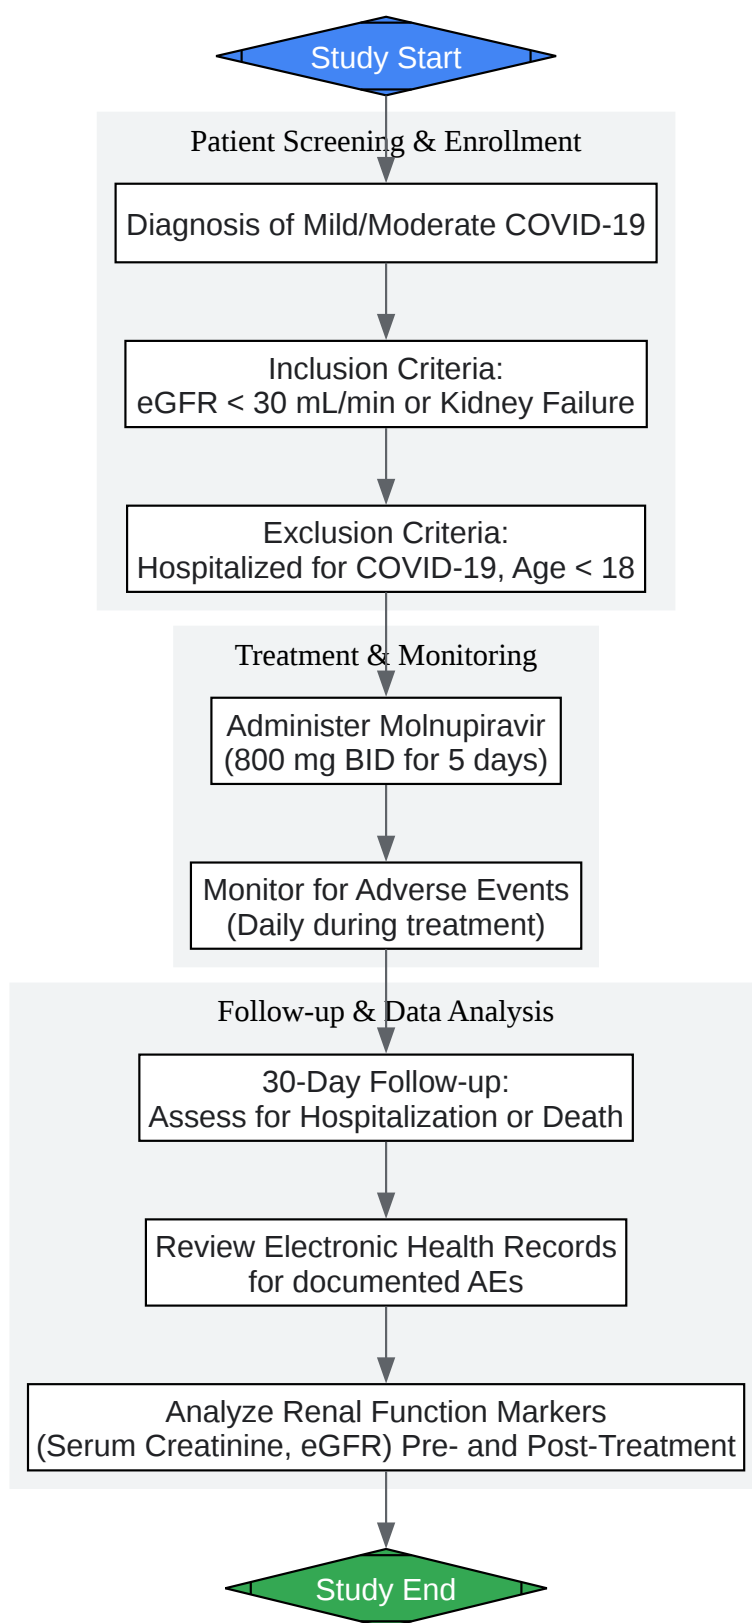 Study Start
Patient Screening & Enrollment
Diagnosis of Mild/Moderate COVID-19
Inclusion Criteria:
eGFR < 30 mL/min or Kidney Failure
Exclusion Criteria:
Hospitalized for COVID-19, Age < 18
Treatment & Monitoring
Administer Molnupiravir
(800 mg BID for 5 days)
Monitor for Adverse Events
(Daily during treatment)
Follow-up & Data Analysis
30-Day Follow-up:
Assess for Hospitalization or Death
Review Electronic Health Records
for documented AEs
Analyze Renal Function Markers
(Serum Creatinine, eGFR) Pre- and Post-Treatment
Study End